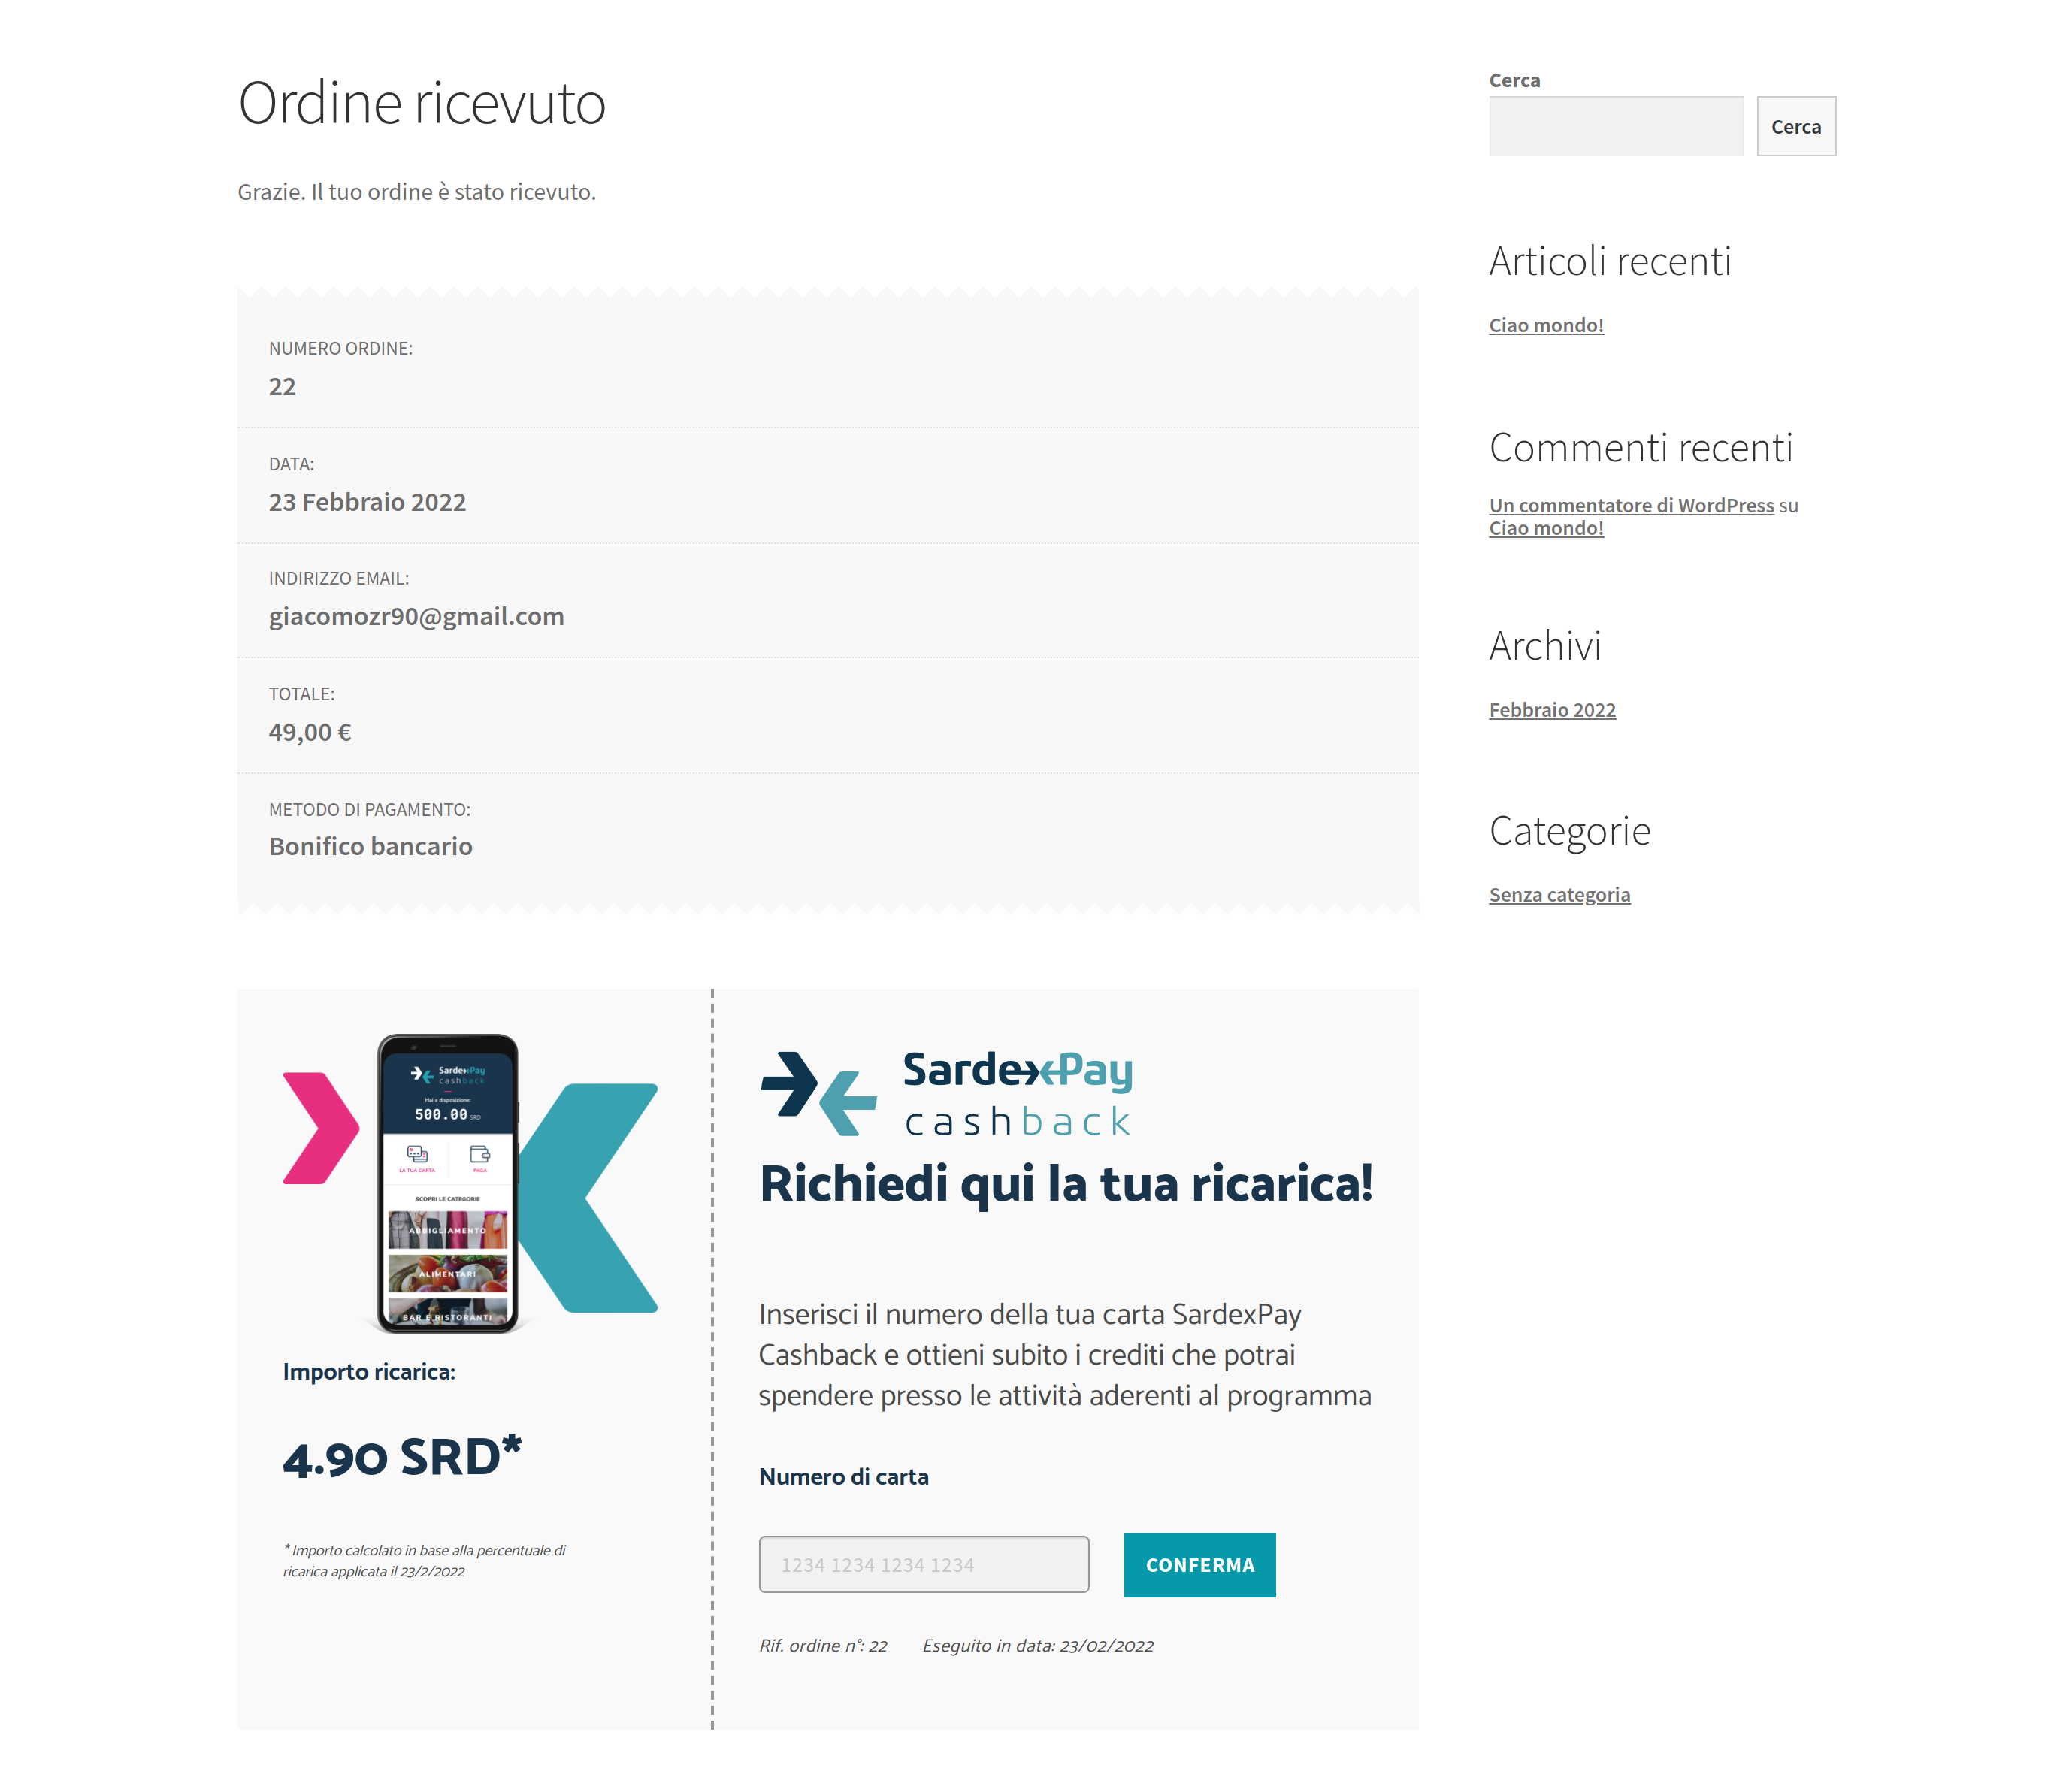 Ordine ricevuto
Grazie. Il tuo ordine è stato ricevuto.
NUMERO ORDINE:
22
DATA:
23 Febbraio 2022
INDIRIZZO EMAIL:
giacomozr90@gmail.com
TOTALE:
49,00 €
METODO DI PAGAMENTO:
Bonifico bancario
SardexPay
cashback
Hai a disposizione:
500.00 SRD
LA TUA CARTA
PAGA
SCOPRI LE CATEGORIE
ABBIGLIAMENTO
ALIMENTARI
BAR E RISTORANTI
Importo ricarica:
4.90 SRD*
* Importo calcolato in base alla percentuale di
ricarica applicata il 23/2/2022
SardexPay
cashback
Richiedi qui la tua ricarica!
Inserisci il numero della tua carta SardexPay
Cashback e ottieni subito i crediti che potrai
spendere presso le attività aderenti al programma
Numero di carta
1234 1234 1234 1234
CONFERMA
Rif. ordine n°: 22 Eseguito in data: 23/02/2022
Cerca
Cerca
Articoli recenti
Ciao mondo!
Commenti recenti
Un commentatore di WordPress su
Ciao mondo!
Archivi
Febbraio 2022
Categorie
Senza categoria